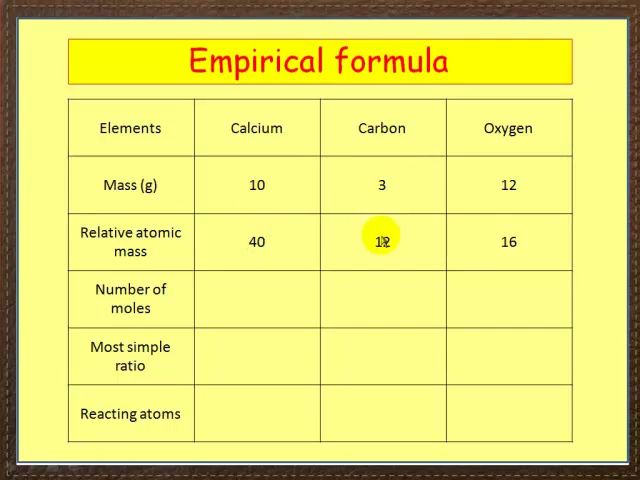 Empirical formula
Elements Calcium Carbon Oxygen
Mass (g) 10 3 12
Relative atomic
mass 40 12 16
Number of
moles
Most simple
ratio
Reacting atoms